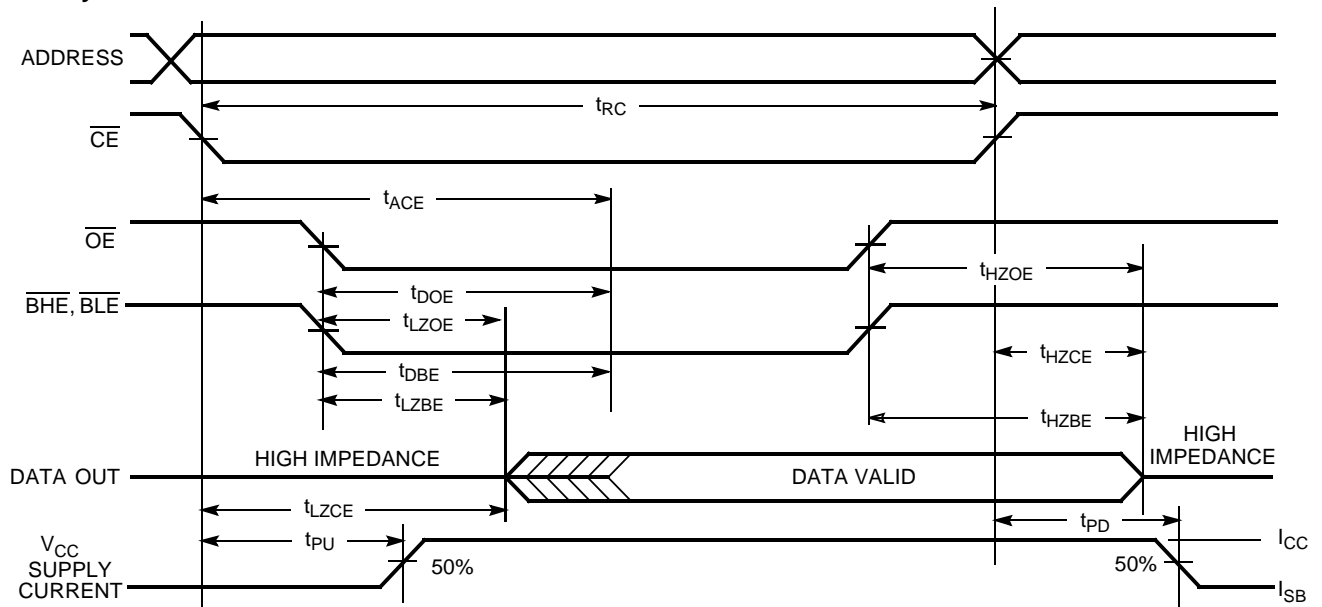 ADDRESS
tRC
CE
tACE
OE
tHZOE
tDOE
BHE, BLE
tLZOE
tHZCE
tDBE
tLZBE
tHZBE
HIGH IMPEDANCE
HIGH
IMPEDANCE
DATA OUT
DATA VALID
tLZCE
tPD
tPU
VCC
SUPPLY
CURRENT
50%
50%
ICC
ISB